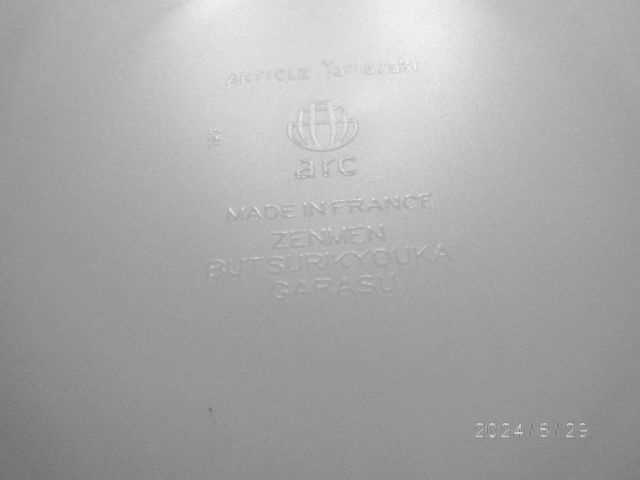 ARTICLE Yamazaki
arc
MADE IN FRANCE
ZENMEN
BUTSURIKYOUKA
GARASU
2024/6/29